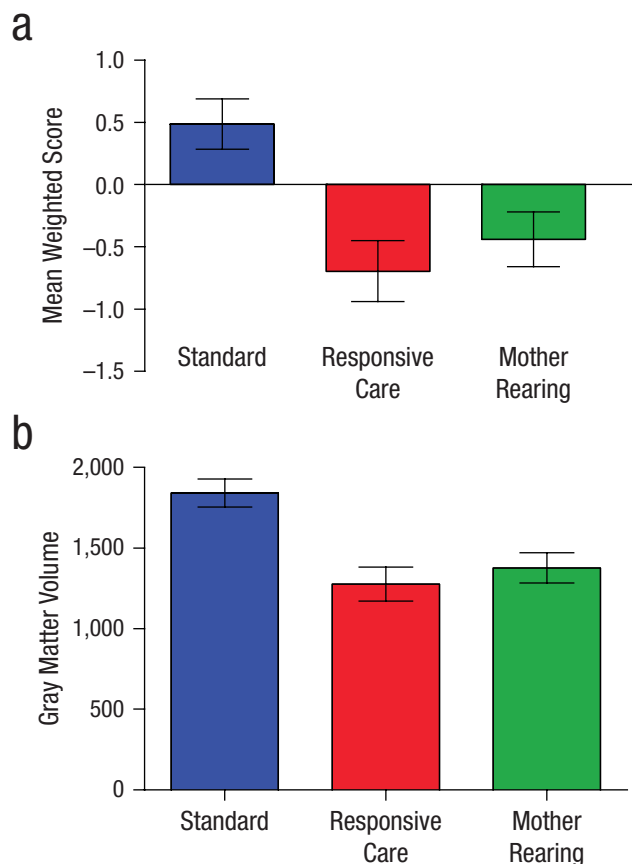 a
Mean Weighted Score
1.0
0.5
0.0
–0.5
–1.0
–1.5
Standard
Responsive
Care
Mother
Rearing
b
Gray Matter Volume
2,000
1,500
1,000
500
0
Standard
Responsive
Care
Mother
Rearing